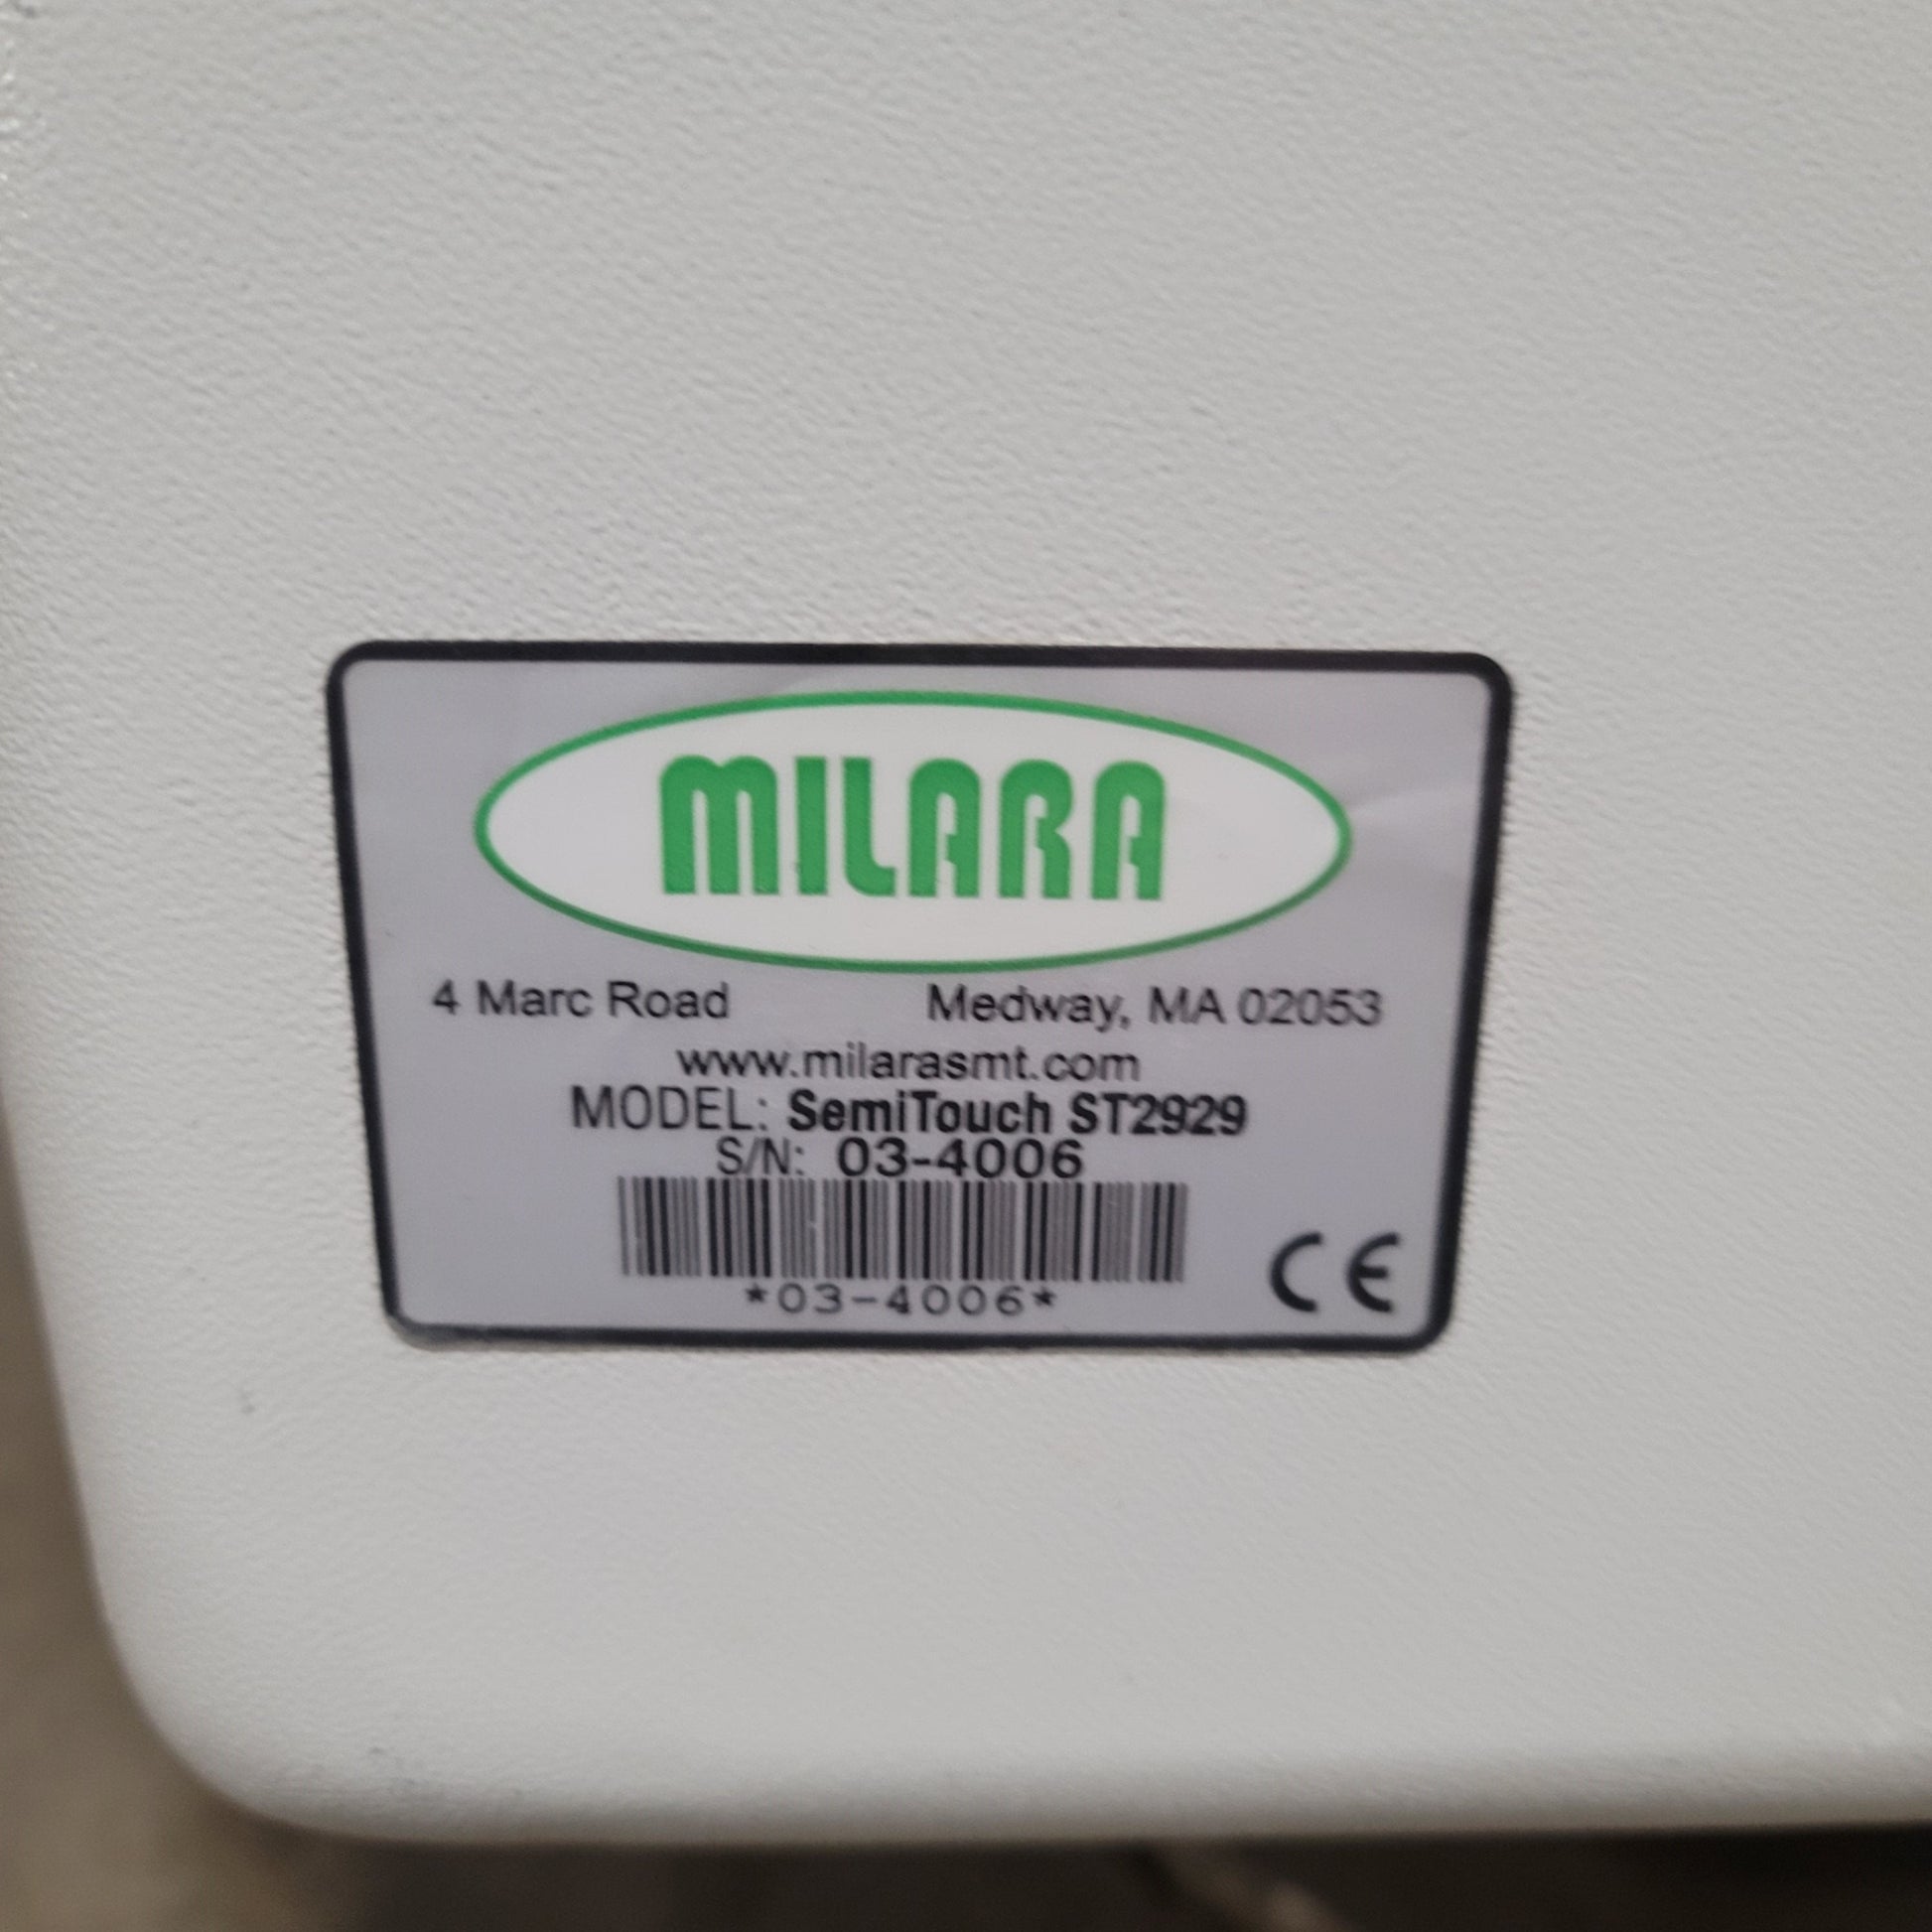 MILARA
4 Marc Road Medway, MA 02053
www.milarasmt.com
MODEL: SemiTouch ST2929
S/N: 03-4006
*03-4006*
CE